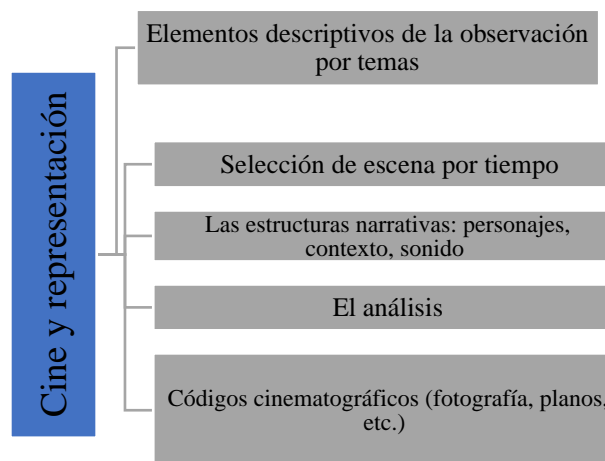 Cine y representación
Elementos descriptivos de la observación
por temas
Selección de escena por tiempo
Las estructuras narrativas: personajes,
contexto, sonido
El análisis
Códigos cinematográficos (fotografía, planos,
etc.)